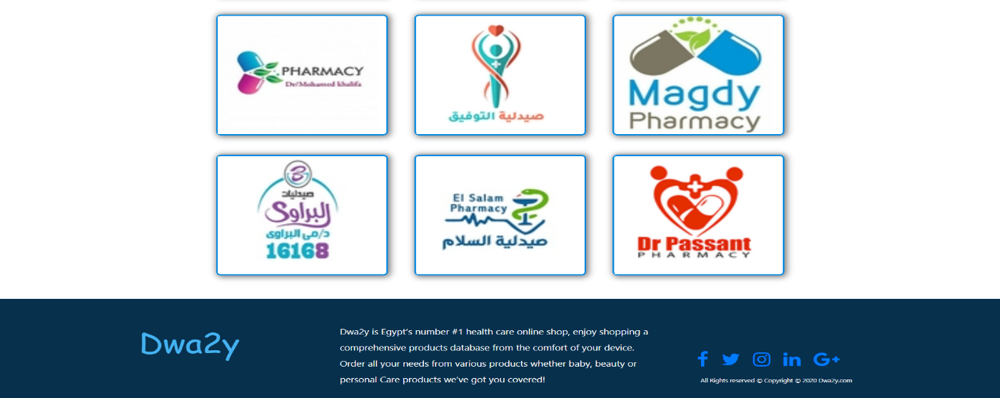 PHARMACY
Dr/Mohamed khalifa
صيدلية التوفيق
Magdy
Pharmacy
صيدليات
البراوى
د/مى البراوى
16168
El Salam
Pharmacy
صيدلية السلام
Dr Passant
PHARMACY
Dwa2y
Dwa2y is Egypt's number #1 health care online shop, enjoy shopping a
comprehensive products database from the comfort of your device.
Order all your needs from various products whether baby, beauty or
personal Care products we've got you covered!
All Rights reserved © Copyright © 2020 Dwa2y.com